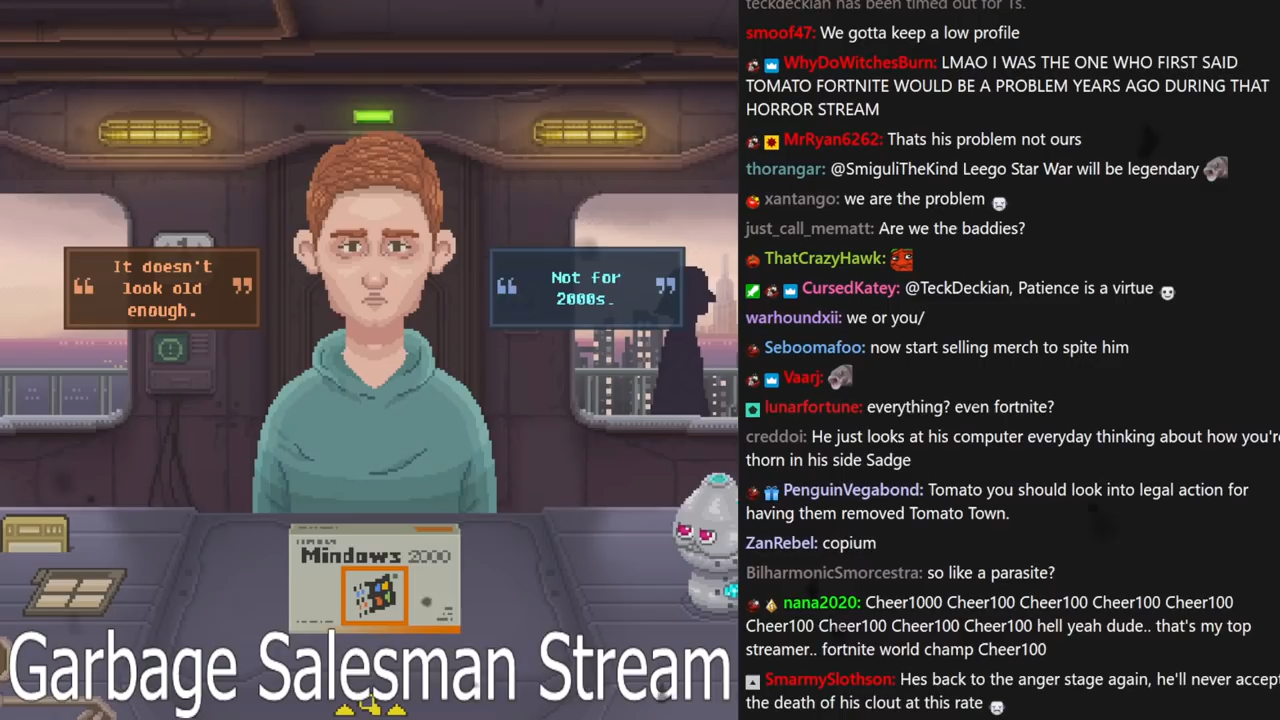 “ It doesn't look old enough. ”
“ Not for 2000s. ”
Mindows 2000
Garbage Salesman Stream
teckdeckian has been timed out for 1s.
smoof47: We gotta keep a low profile
WhyDoWitchesBurn: LMAO I WAS THE ONE WHO FIRST SAID
TOMATO FORTNITE WOULD BE A PROBLEM YEARS AGO DURING THAT
HORROR STREAM
MrRyan6262: Thats his problem not ours
thorangar: @SmiguliTheKind Leego Star War will be legendary
xantango: we are the problem
just_call_mematt: Are we the baddies?
ThatCrazyHawk:
CursedKatey: @TeckDeckian, Patience is a virtue
warhoundxii: we or you/
Seboomafoo: now start selling merch to spite him
Vaarj:
lunarfortune: everything? even fortnite?
creddoi: He just looks at his computer everyday thinking about how you're
thorn in his side Sadge
PenguinVegabond: Tomato you should look into legal action for
having them removed Tomato Town.
ZanRebel: copium
BilharmonicSmorcestra: so like a parasite?
nana2020: Cheer1000 Cheer100 Cheer100 Cheer100 Cheer100
Cheer100 Cheer100 Cheer100 Cheer100 hell yeah dude.. that's my top
streamer.. fortnite world champ Cheer100
SmarmySlothson: Hes back to the anger stage again, he'll never accept
the death of his clout at this rate